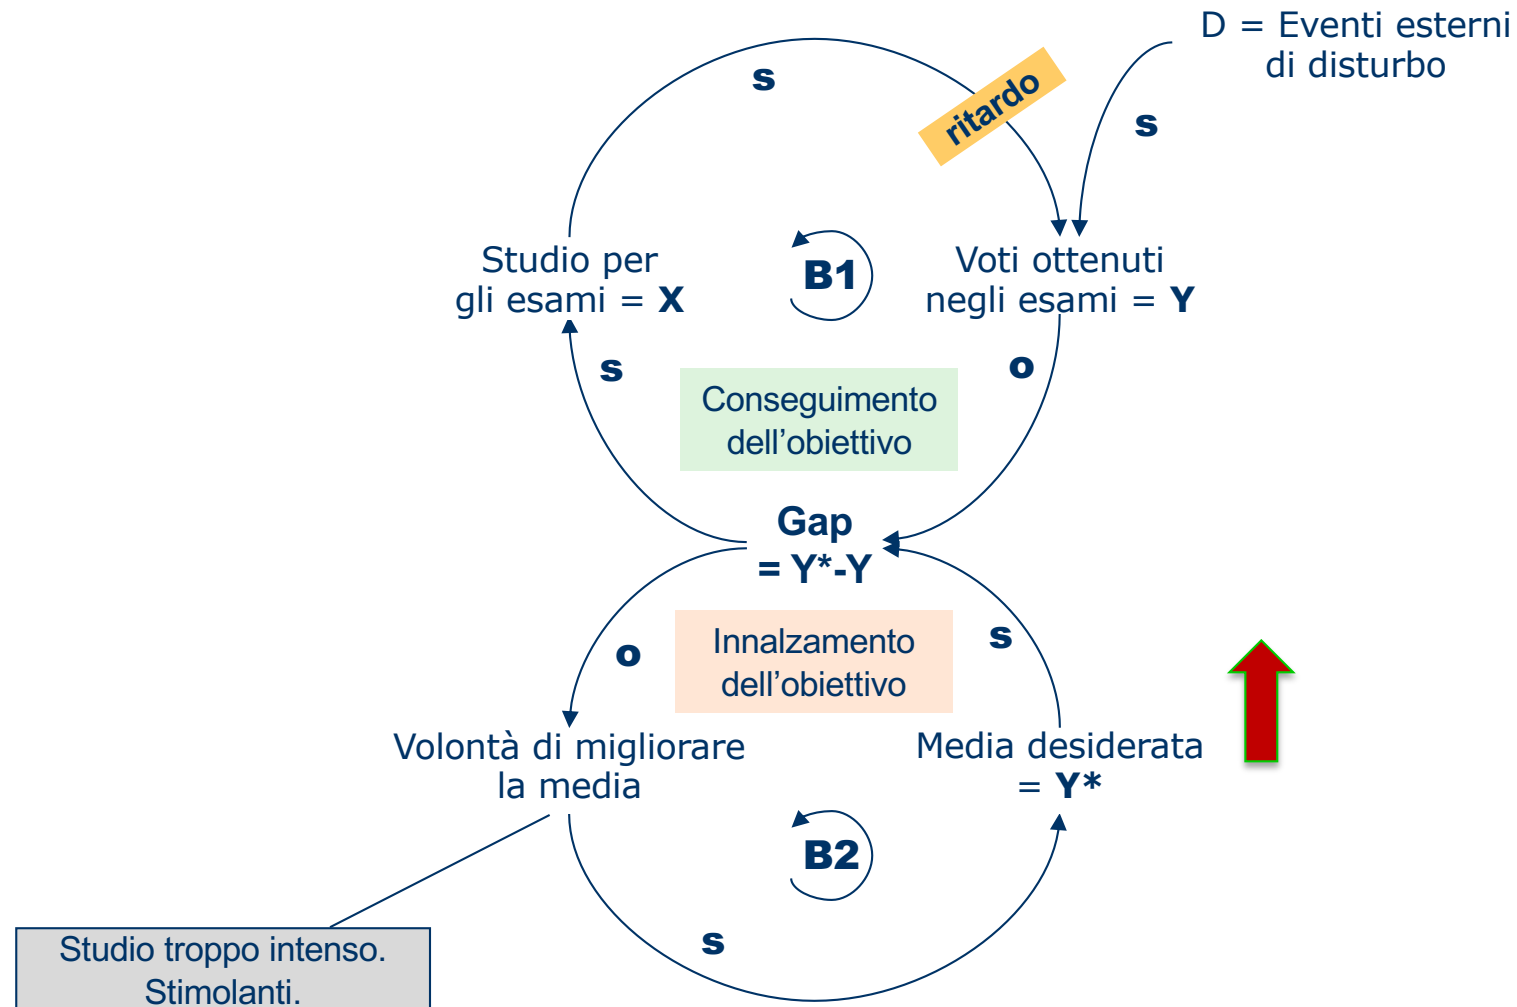 D = Eventi esterni
di disturbo
s
ritardo
s
Studio per
gli esami = X
B1
Voti ottenuti
negli esami = Y
s
o
Conseguimento
dell’obiettivo
Gap
= Y*-Y
o
Innalzamento
dell’obiettivo
s
Volontà di migliorare
la media
Media desiderata
= Y*
B2
s
Studio troppo intenso.
Stimolanti.